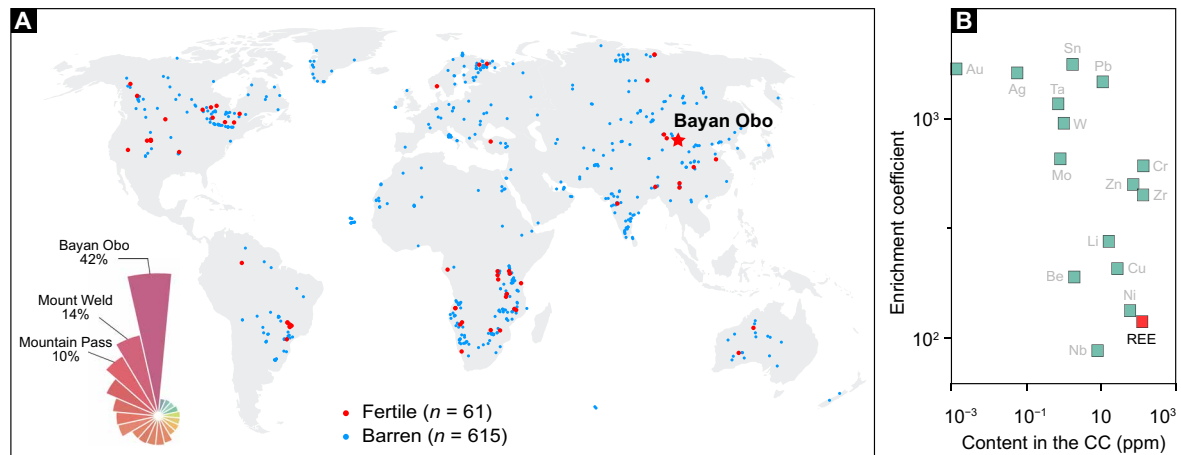 A
Bayan Obo
Bayan Obo
42%
Mount Weld
14%
Mountain Pass
10%
Fertile (n = 61)
Barren (n = 615)
B
Enrichment coefficient
10³
10²
Au
Ag
Sn
Pb
Ta
W
Mo
Cr
Zn
Zr
Li
Be
Cu
Ni
REE
Nb
10⁻³
10⁻¹
10
10³
Content in the CC (ppm)